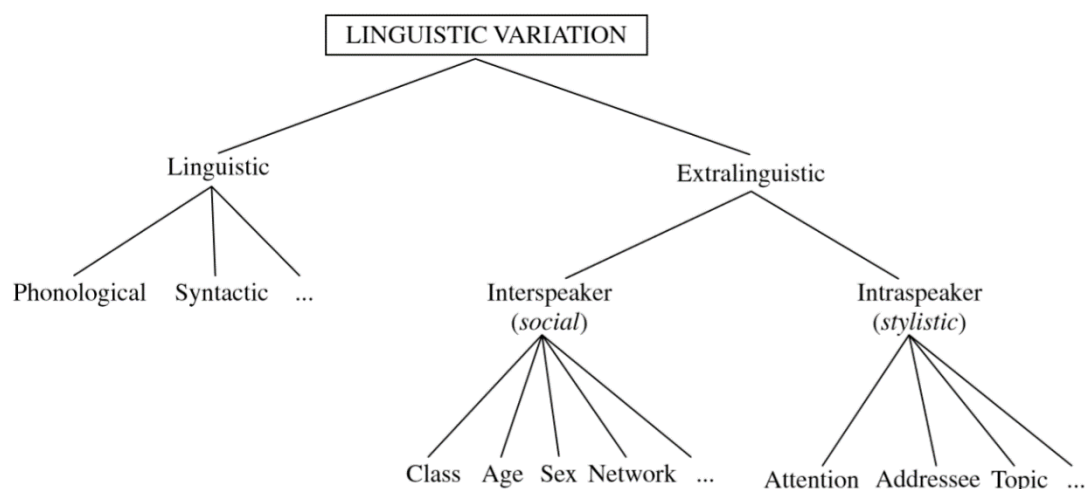 LINGUISTIC VARIATION
Linguistic
Extralinguistic
Phonological Syntactic ...
Interspeaker
(social)
Intraspeaker
(stylistic)
Class Age Sex Network ...
Attention Addressee Topic ...